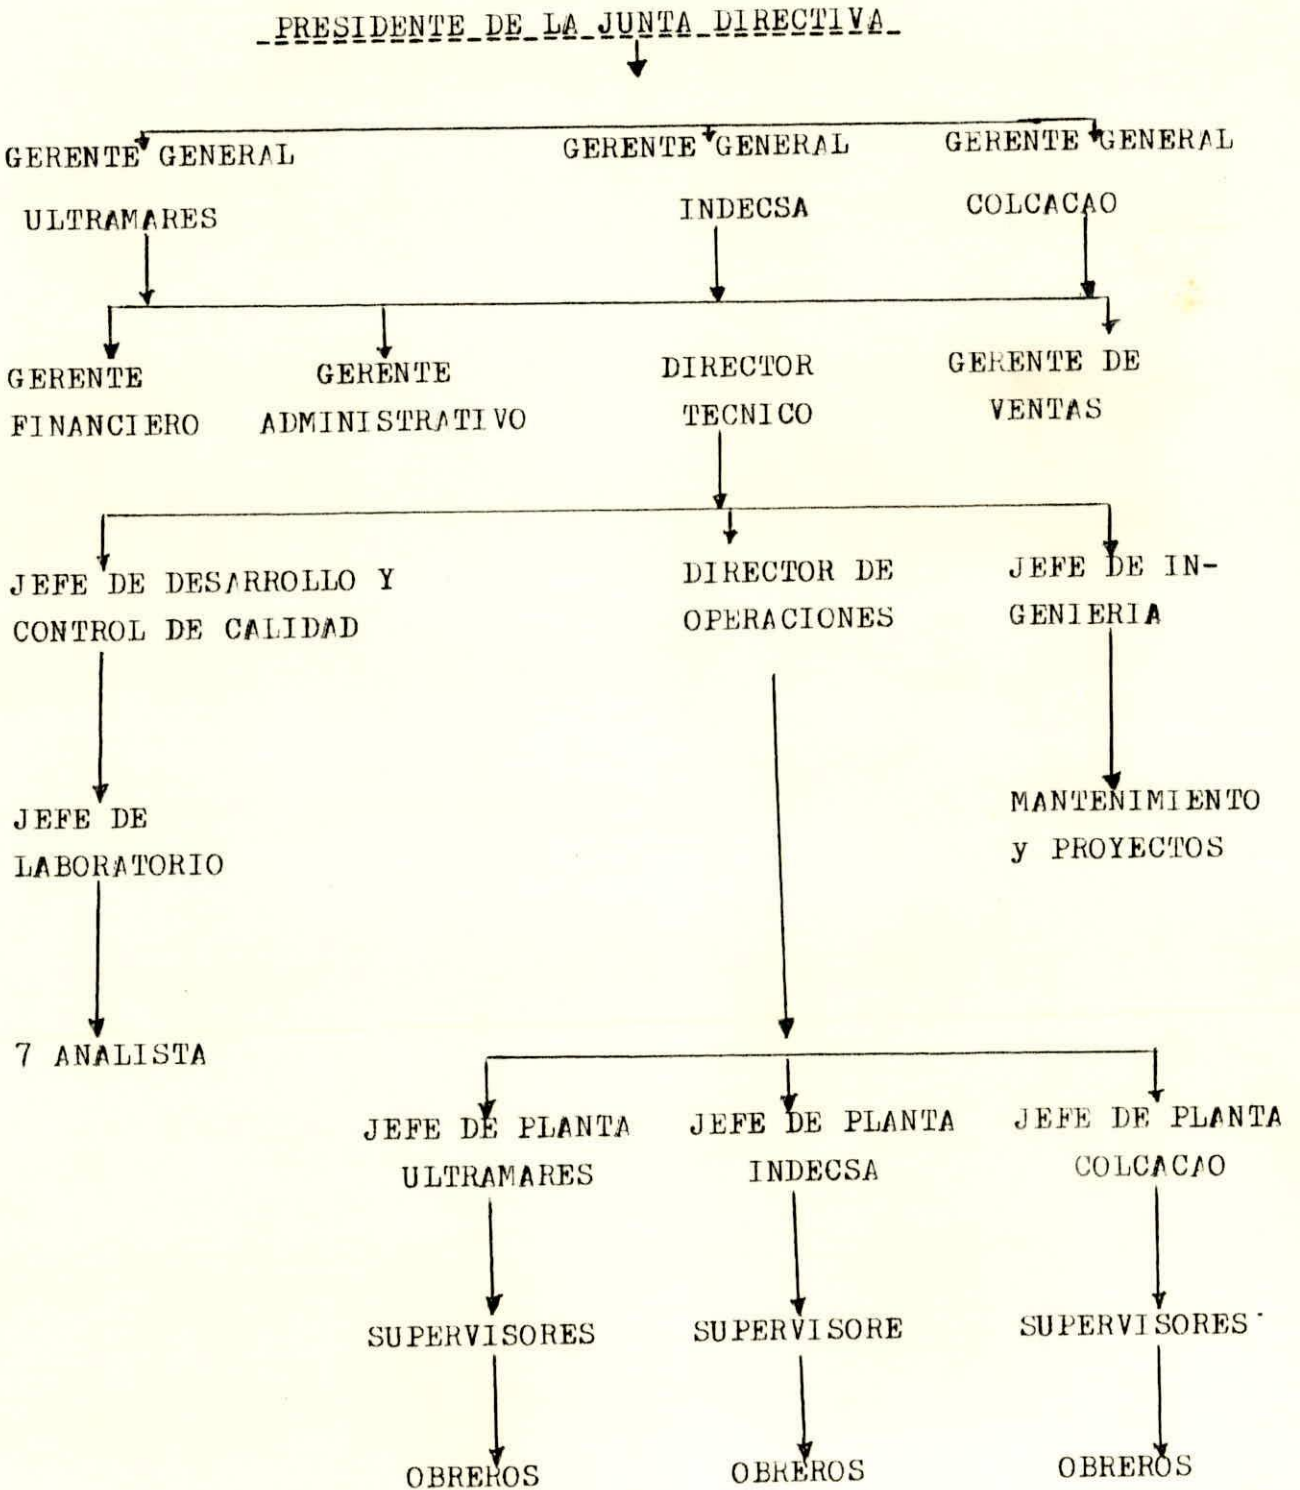 PRESIDENTE DE LA JUNTA DIRECTIVA
GERENTE GENERAL GERENTE GENERAL GERENTE GENERAL
ULTRAMARES INDECSA COLCACAO
GERENTE GERENTE DIRECTOR GERENTE DE
FINANCIERO ADMINISTRATIVO TECNICO VENTAS
JEFE DE DESARROLLO Y DIRECTOR DE JEFE DE IN-
CONTROL DE CALIDAD OPERACIONES GENIERIA
JEFE DE MANTENIMIENTO
LABORATORIO y PROYECTOS
7 ANALISTA
JEFE DE PLANTA JEFE DE PLANTA JEFE DE PLANTA
ULTRAMARES INDECSA COLCACAO
SUPERVISORES SUPERVISORE SUPERVISORES
OBREROS OBREROS OBREROS